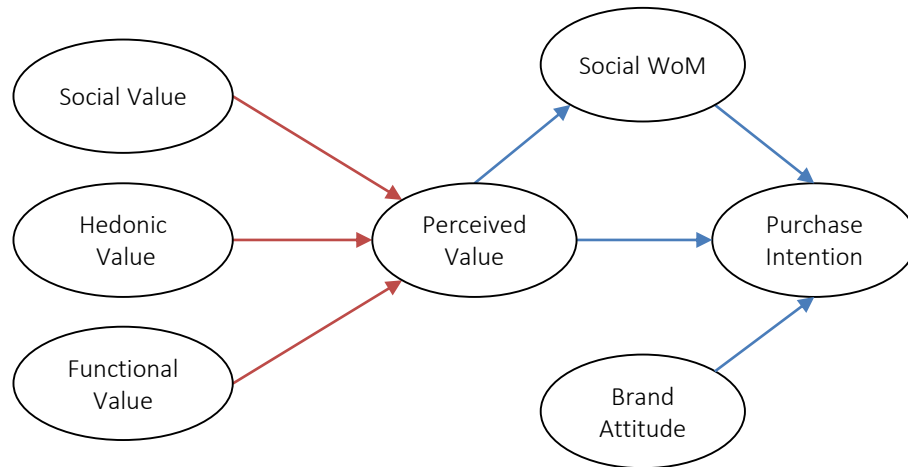 Social Value
Hedonic
Value
Functional
Value
Perceived
Value
Social WoM
Purchase
Intention
Brand
Attitude